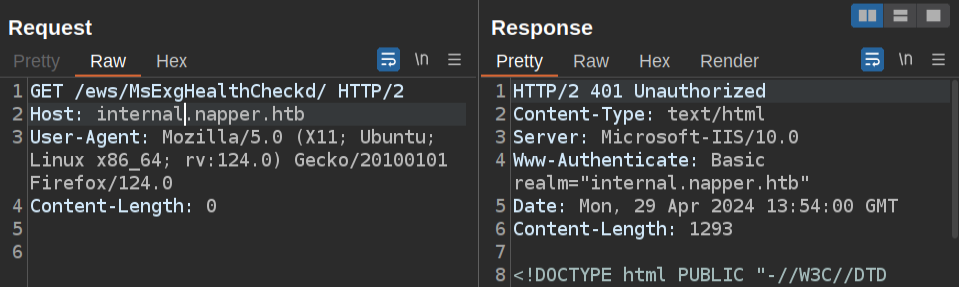 Request
Pretty Raw Hex
\n
1 GET /ews/MsExgHealthCheckd/ HTTP/2
2 Host: internal.napper.htb
3 User-Agent: Mozilla/5.0 (X11; Ubuntu;
Linux x86_64; rv:124.0) Gecko/20100101
Firefox/124.0
4 Content-Length: 0
5
6
Response
Pretty Raw Hex Render
\n
1 HTTP/2 401 Unauthorized
2 Content-Type: text/html
3 Server: Microsoft-IIS/10.0
4 Www-Authenticate: Basic
realm="internal.napper.htb"
5 Date: Mon, 29 Apr 2024 13:54:00 GMT
6 Content-Length: 1293
7
8 <!DOCTYPE html PUBLIC "-//W3C//DTD